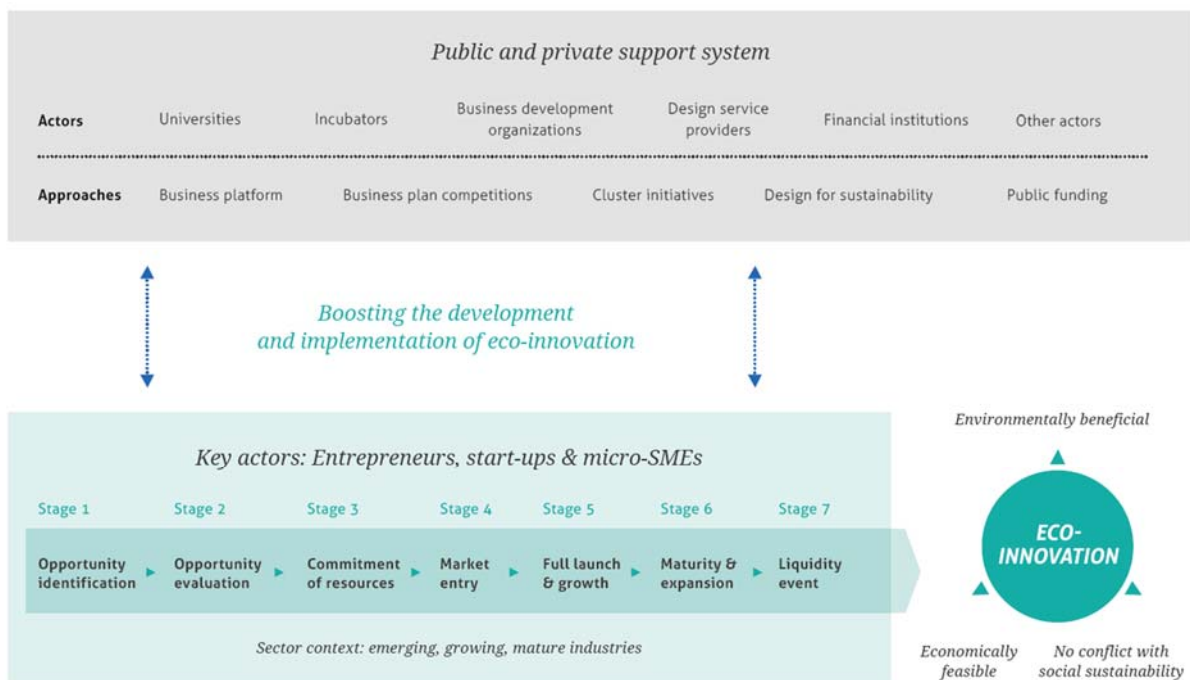 Public and private support system
Actors
Universities
Incubators
Business development
organizations
Design service
providers
Financial institutions
Other actors
Approaches
Business platform
Business plan competitions
Cluster initiatives
Design for sustainability
Public funding
Boosting the development
and implementation of eco-innovation
Key actors: Entrepreneurs, start-ups & micro-SMEs
Stage 1
Stage 2
Stage 3
Stage 4
Stage 5
Stage 6
Stage 7
Opportunity
identification
Opportunity
evaluation
Commitment
of resources
Market
entry
Full launch
& growth
Maturity &
expansion
Liquidity
event
Sector context: emerging, growing, mature industries
Environmentally beneficial
ECO-
INNOVATION
Economically
feasible
No conflict with
social sustainability